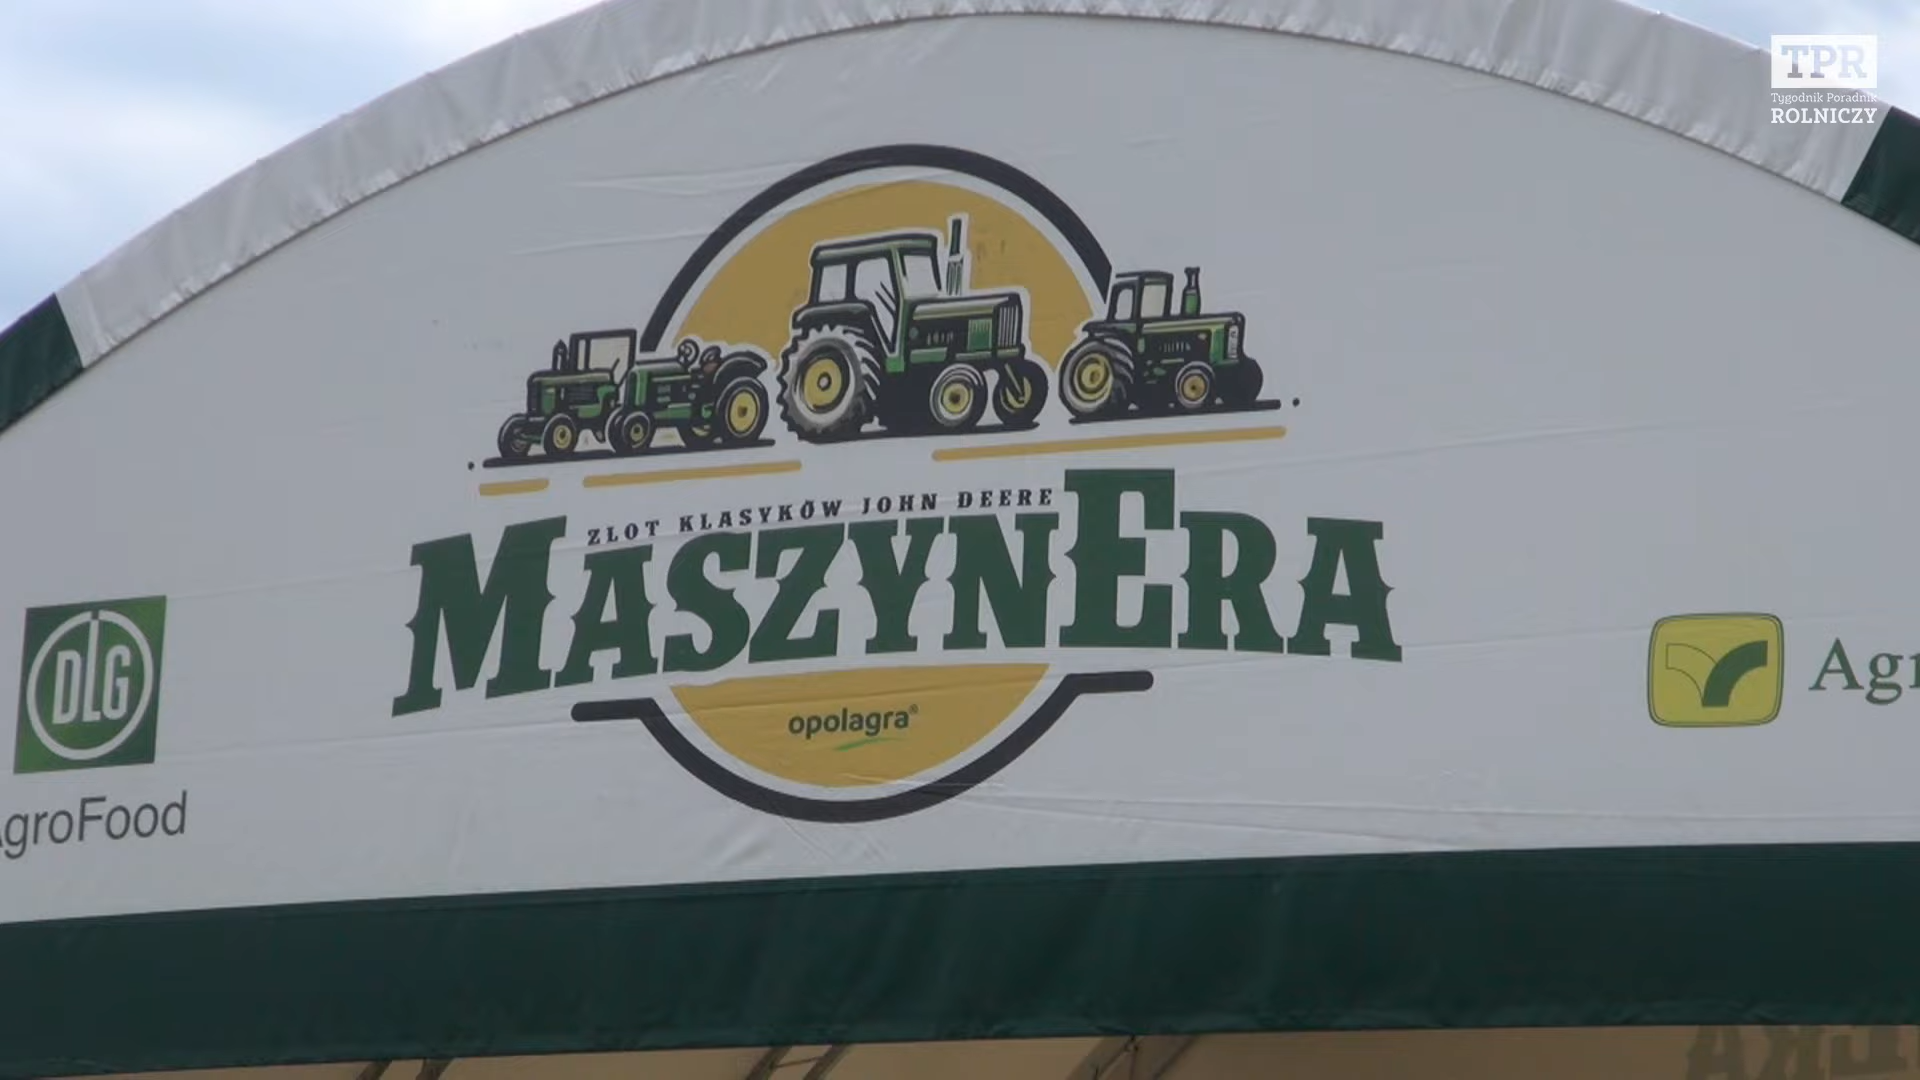 TPR
Tygodnik Poradnik
ROLNICZY
ZLOT KLASYKÓW JOHN DEERE
MASZYNERA
opolagra®
DLG
AgroFood
Agr